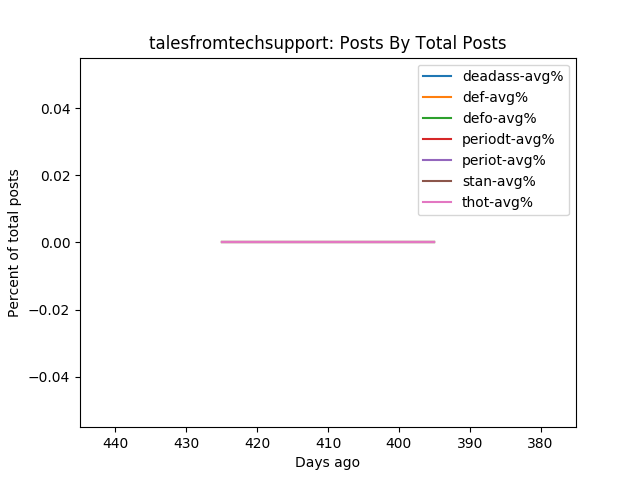 talesfromtechsupport: Posts By Total Posts
deadass-avg%
def-avg%
defo-avg%
periodt-avg%
periot-avg%
stan-avg%
thot-avg%
Percent of total posts
0.04
0.02
0.00
−0.02
−0.04
440 430 420 410 400 390 380
Days ago